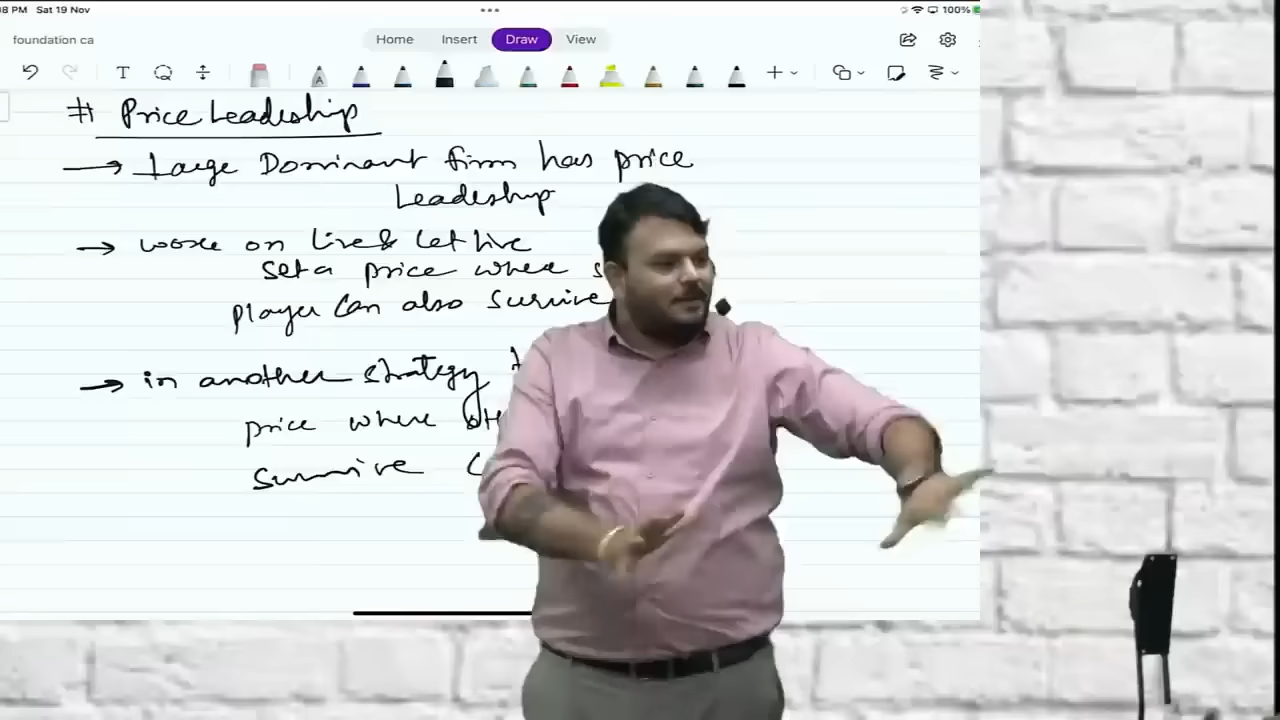 8 PM Sat 19 Nov
100%
foundation ca
Home Insert Draw View
T
A
# Price Leadership
→ Large Dominant firm has price
Leadership
→ work on Live & Let live
Set a price where s
player can also survive
→ in another strategy
price where oth
survive